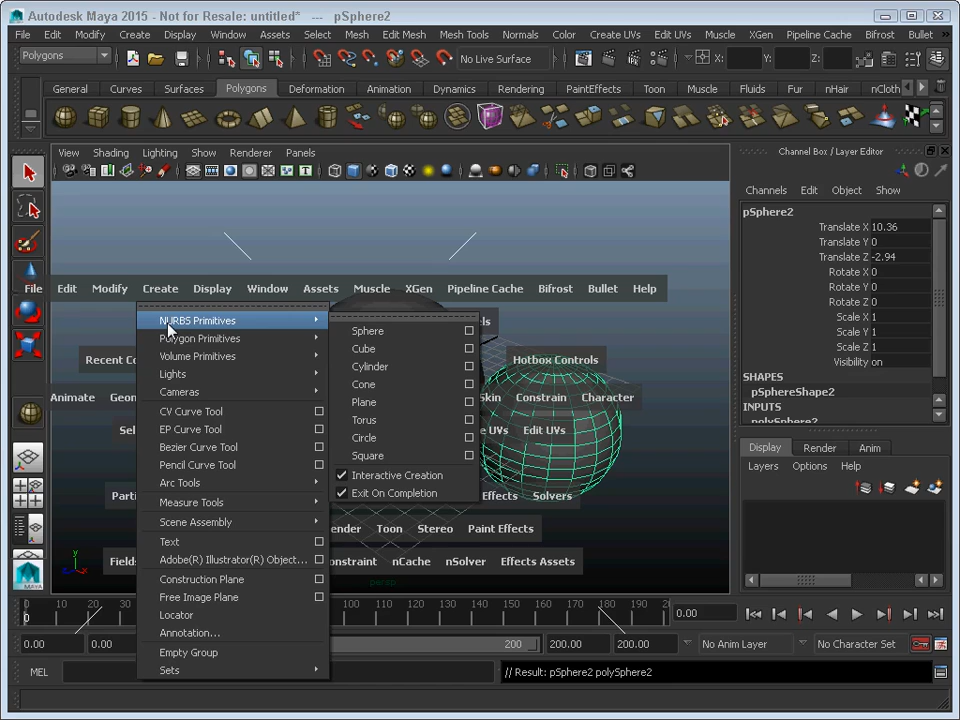 Autodesk Maya 2015 - Not for Resale: untitled* --- pSphere2
File Edit Modify Create Display Window Assets Select Mesh Edit Mesh Mesh Tools Normals Color Create UVs Edit UVs Muscle XGen Pipeline Cache Bifrost Bullet »
Polygons No Live Surface X: Y: Z:
General Curves Surfaces Polygons Deformation Animation Dynamics Rendering PaintEffects Toon Muscle Fluids Fur nHair nCloth
View Shading Lighting Show Renderer Panels
Channel Box / Layer Editor
Channels Edit Object Show
pSphere2
Translate X 10.36
Translate Y 0
Translate Z -2.94
Rotate X 0
Rotate Y 0
Rotate Z 0
Scale X 1
Scale Y 1
Scale Z 1
Visibility on
SHAPES
pSphereShape2
INPUTS
polySphere2
File Edit Modify Create Display Window Assets Muscle XGen Pipeline Cache Bifrost Bullet Help
NURBS Primitives
Polygon Primitives
Volume Primitives
Lights
Cameras
CV Curve Tool
EP Curve Tool
Bezier Curve Tool
Pencil Curve Tool
Arc Tools
Measure Tools
Scene Assembly
Text
Adobe(R) Illustrator(R) Object...
Construction Plane
Free Image Plane
Locator
Annotation...
Empty Group
Sets
Sphere
Cube
Cylinder
Cone
Plane
Torus
Circle
Square
Interactive Creation
Exit On Completion
els
Recent Co Hotbox Controls
Animate Geon Skin Constrain Character
Sel e UVs Edit UVs
Parti Effects Solvers
ender Toon Stereo Paint Effects
Fields onstraint nCache nSolver Effects Assets
persp
y
Display Render Anim
Layers Options Help
MAYA
0 10 20 30 100 110 120 130 140 150 160 170 180 190 20 0.00
0.00 0.00 200 200.00 200.00 No Anim Layer No Character Set
MEL // Result: pSphere2 polySphere2